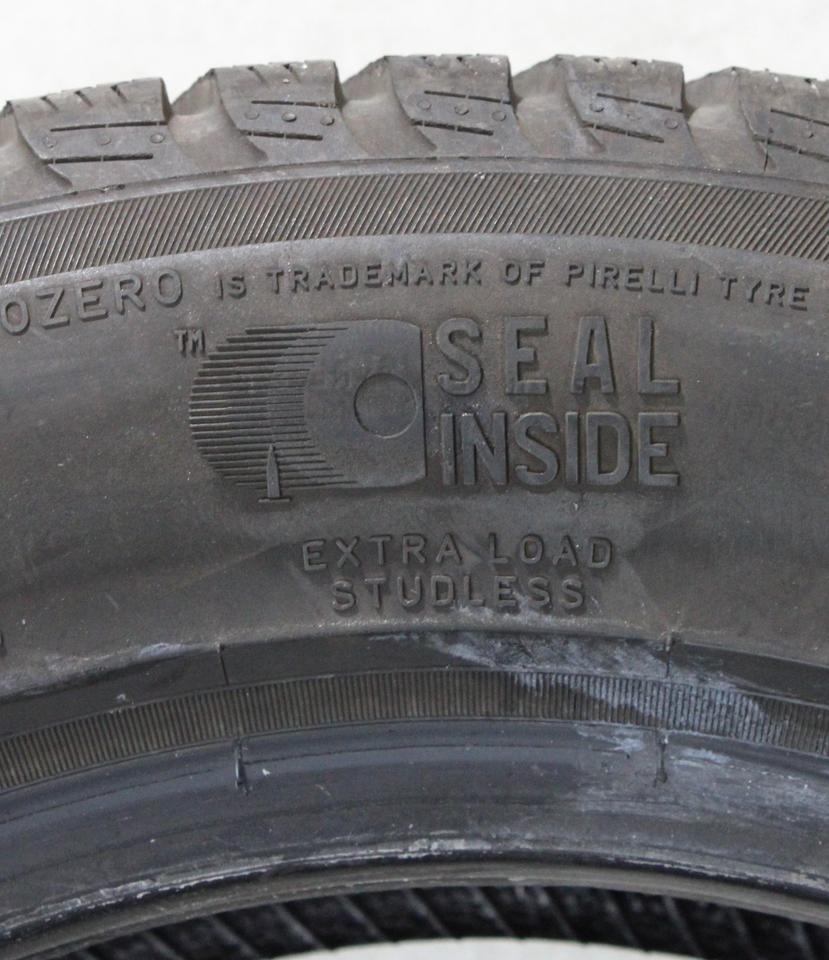 OZERO IS TRADEMARK OF PIRELLI TYRE
TM
SEAL
INSIDE
EXTRA LOAD
STUDLESS